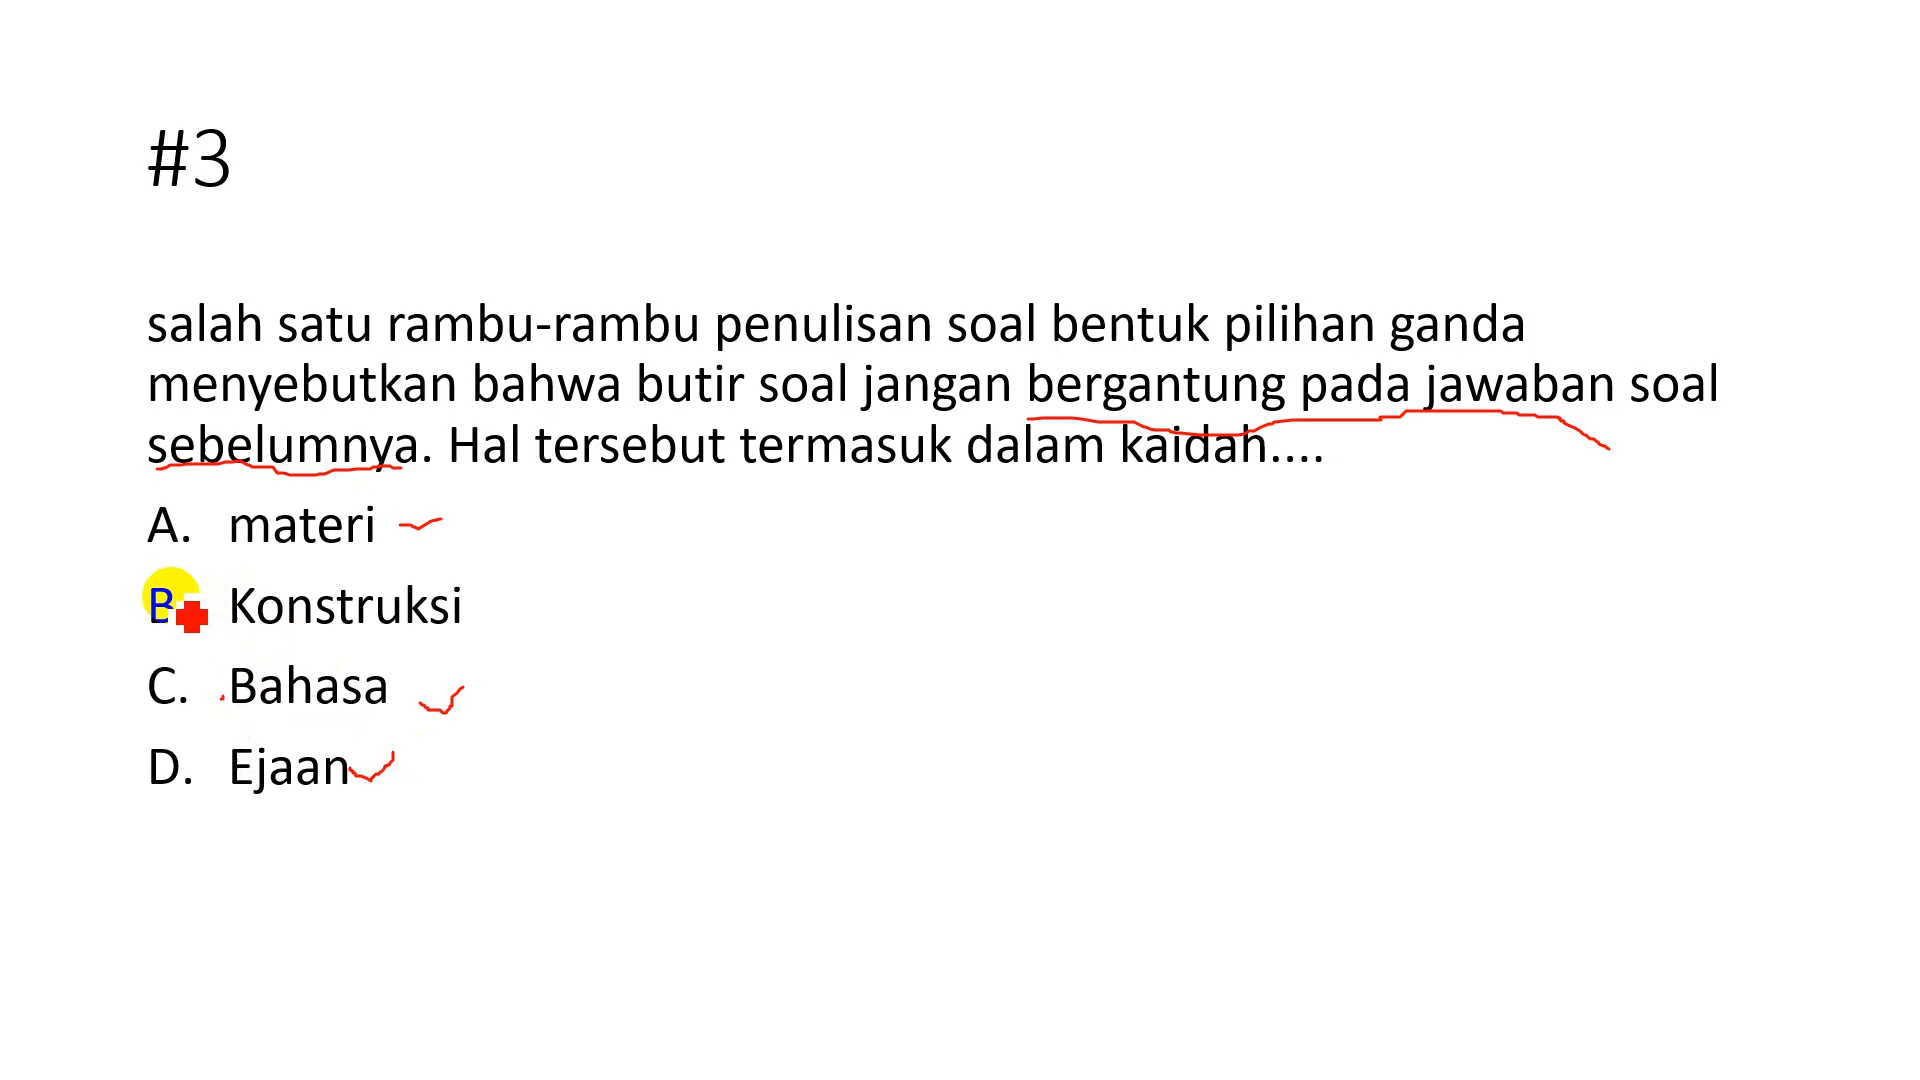 #3
salah satu rambu-rambu penulisan soal bentuk pilihan ganda
menyebutkan bahwa butir soal jangan bergantung pada jawaban soal
sebelumnya. Hal tersebut termasuk dalam kaidah....
A. materi
B. Konstruksi
C. Bahasa
D. Ejaan